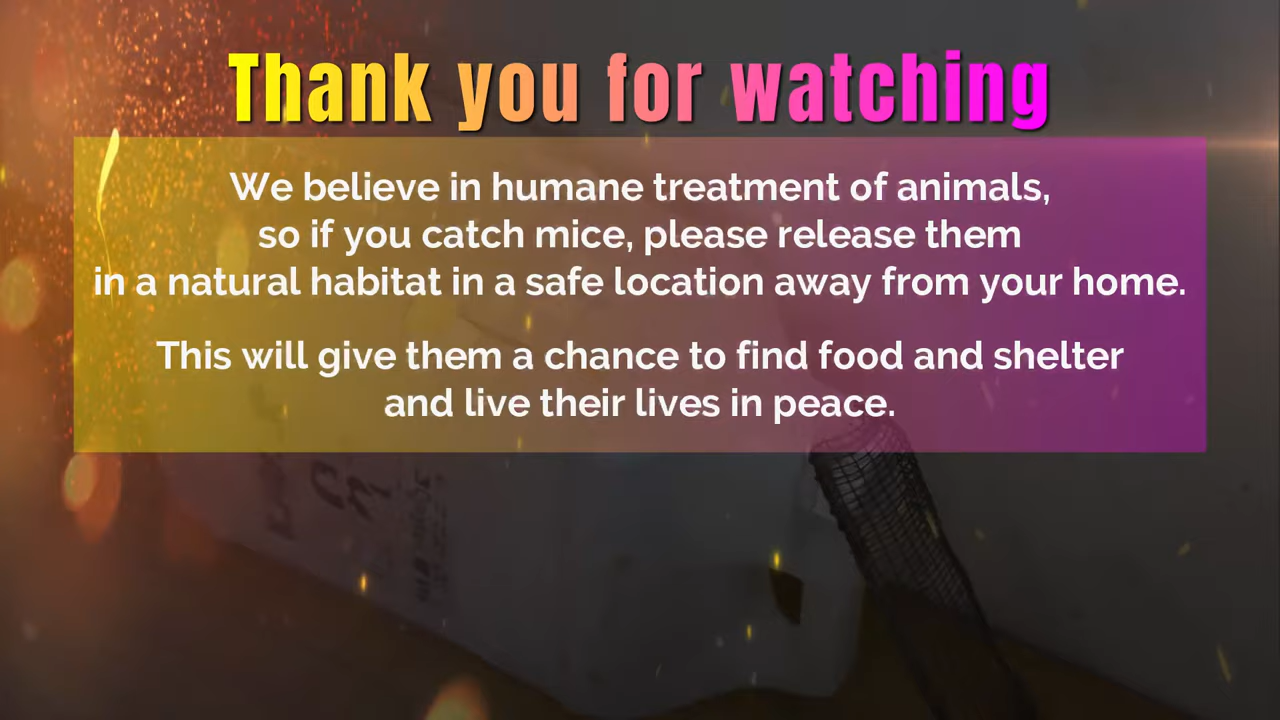 Thank you for watching
We believe in humane treatment of animals,
so if you catch mice, please release them
in a natural habitat in a safe location away from your home.
This will give them a chance to find food and shelter
and live their lives in peace.